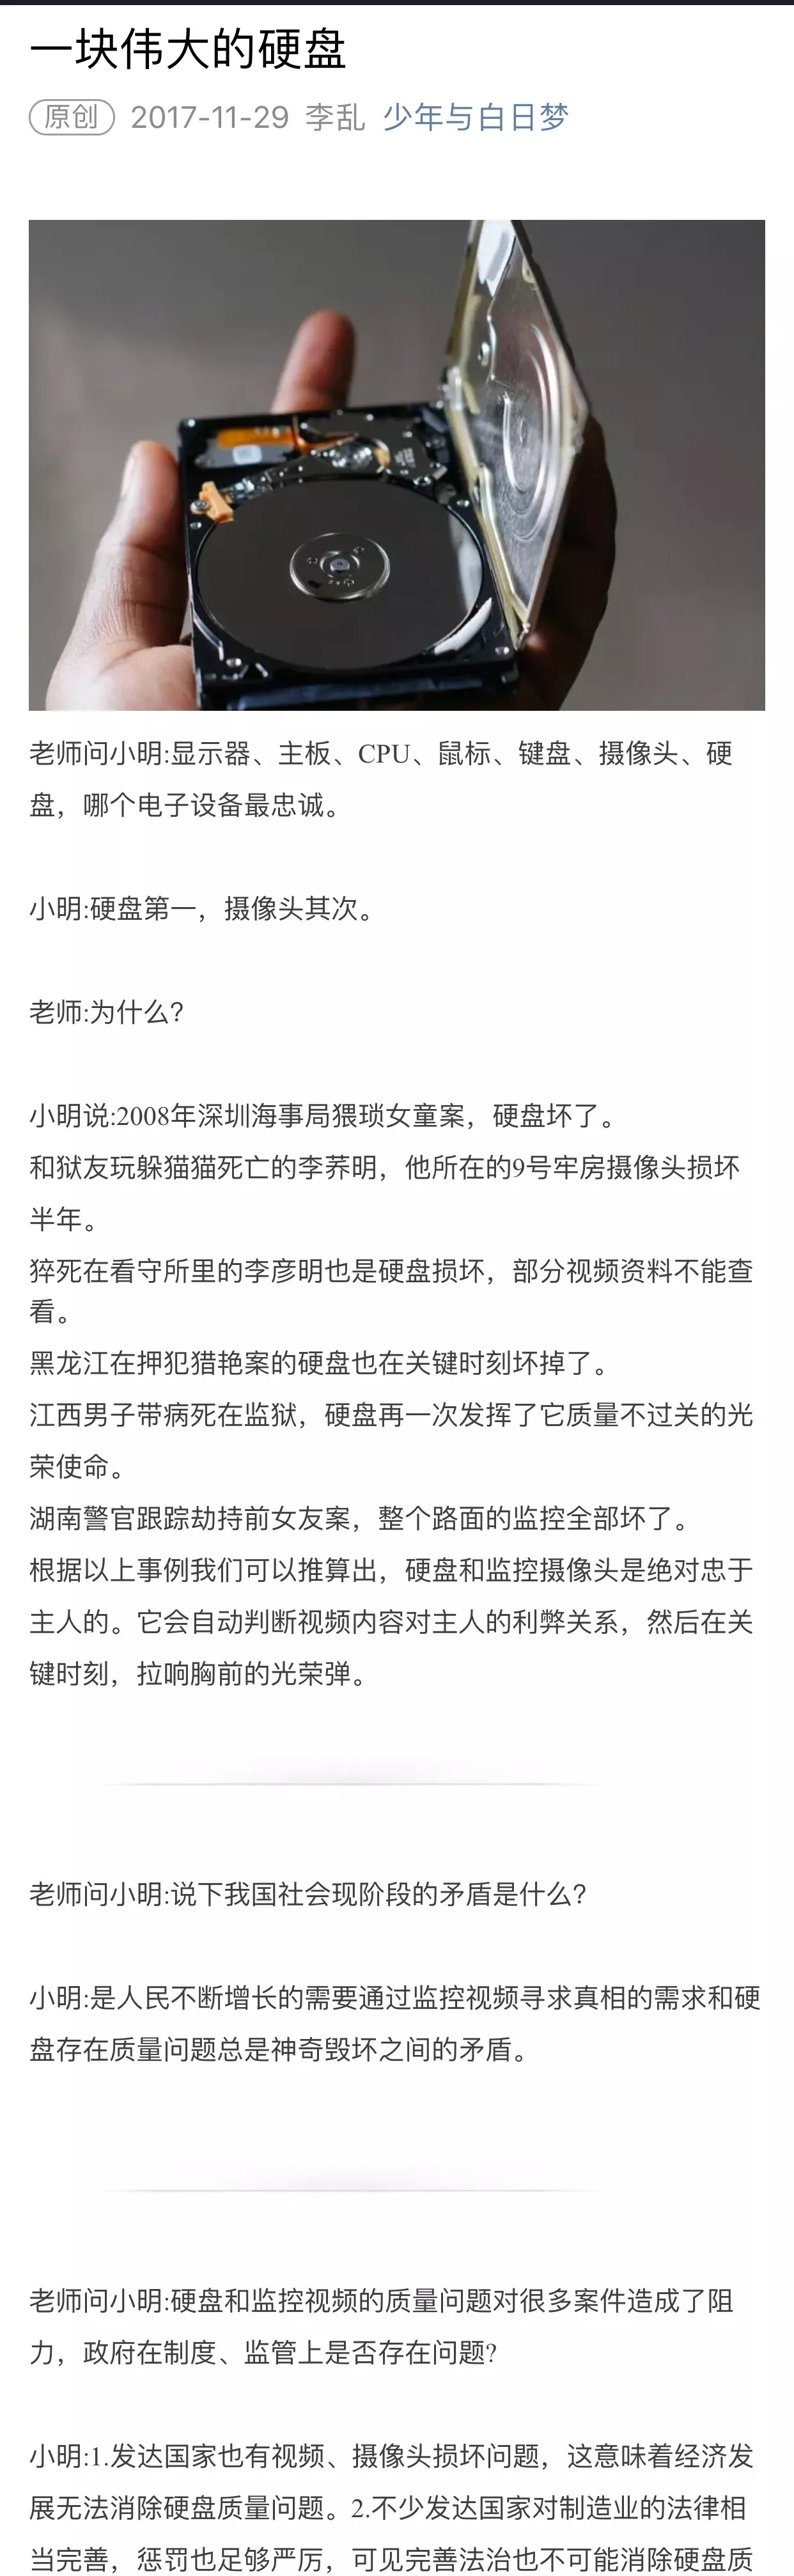 一块伟大的硬盘
原创 2017-11-29 李乱 少年与白日梦
老师问小明:显示器、主板、CPU、鼠标、键盘、摄像头、硬
盘，哪个电子设备最忠诚。
小明:硬盘第一，摄像头其次。
老师:为什么?
小明说:2008年深圳海事局猥琐女童案，硬盘坏了。
和狱友玩躲猫猫死亡的李荞明，他所在的9号牢房摄像头损坏
半年。
猝死在看守所里的李彦明也是硬盘损坏，部分视频资料不能查
看。
黑龙江在押犯猎艳案的硬盘也在关键时刻坏掉了。
江西男子带病死在监狱，硬盘再一次发挥了它质量不过关的光
荣使命。
湖南警官跟踪劫持前女友案，整个路面的监控全部坏了。
根据以上事例我们可以推算出，硬盘和监控摄像头是绝对忠于
主人的。它会自动判断视频内容对主人的利弊关系，然后在关
键时刻，拉响胸前的光荣弹。
老师问小明:说下我国社会现阶段的矛盾是什么?
小明:是人民不断增长的需要通过监控视频寻求真相的需求和硬
盘存在质量问题总是神奇毁坏之间的矛盾。
老师问小明:硬盘和监控视频的质量问题对很多案件造成了阻
力，政府在制度、监管上是否存在问题?
小明:1.发达国家也有视频、摄像头损坏问题，这意味着经济发
展无法消除硬盘质量问题。2.不少发达国家对制造业的法律相
当完善，惩罚也足够严厉，可见完善法治也不可能消除硬盘质